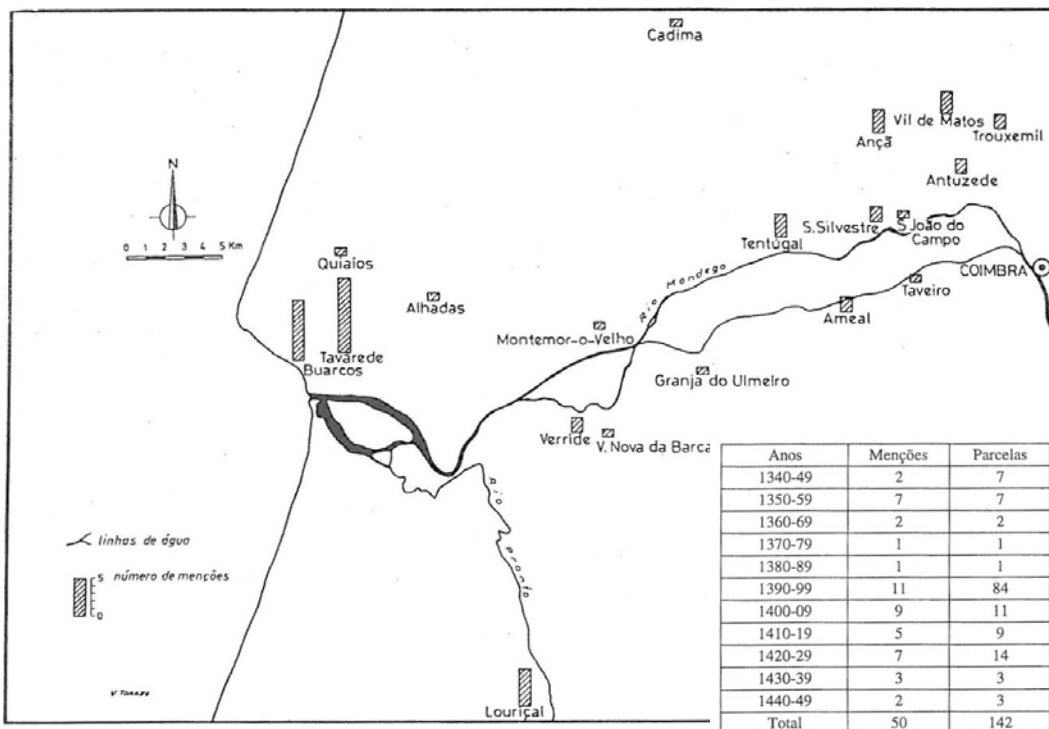 Cadima
Vil de Matos
Trouxemil
Ançã
Antuzede
N
0 1 2 3 4 5 Km
S.Silvestre
S.João do
Campo
Tentúgal
COIMBRA
Quiaíos
Taveiro
Rio Mondego
Alhadas
Ameal
Montemor-o-Velho
Tavarede
Buarcos
Granja do Ulmeiro
Verride
V. Nova da Barca
Rio Pranto
linhas de água
5
número de menções
0
V. Tomazo
Louriçal
Anos Menções Parcelas
1340-49 2 7
1350-59 7 7
1360-69 2 2
1370-79 1 1
1380-89 1 1
1390-99 11 84
1400-09 9 11
1410-19 5 9
1420-29 7 14
1430-39 3 3
1440-49 2 3
Total 50 142